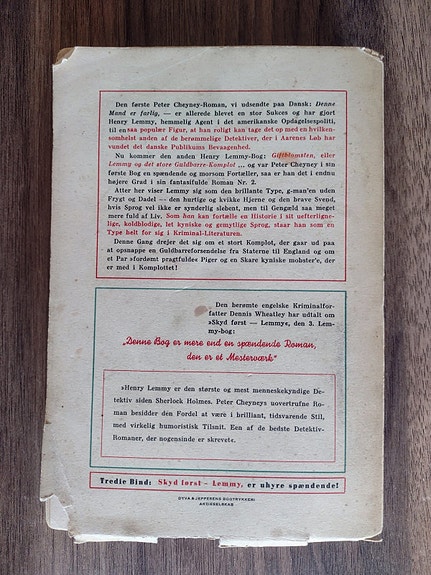 Den første Peter Cheyney-Roman, vi udsendte paa Dansk: Denne
Mand er farlig, — er allerede blevet en stor Sukces og har gjort
Henry Lemmy, hemmelig Agent i det amerikanske Opdagelsespoliti,
til en saa populær Figur, at han roligt kan tage det op med en hvilken-
somhelst anden af de berømmelige Detektiver, der i Aarenes Løb har
vundet det danske Publikums Bevaagenhed.
Nu kommer den anden Henry Lemmy-Bog: Giftblomsten, eller
Lemmy og det store Guldbarre-Komplot ... og var Peter Cheyney i sin
første Bog en spændende og morsom Fortæller, saa er han det i endnu
højere Grad i sin fantasifulde Roman Nr. 2.
Atter her viser Lemmy sig som den brillante Type, g-man'en uden
Frygt og Dadel — den hurtige og kvikke Hjerne og den brave Svend,
hvis Sprog vel ikke er synderlig slebent, men til Gengæld saa meget
mere fuld af Liv. Som han kan fortælle en Historie i sit uefterligne-
lige, koldblodige, let kyniske og gemytlige Sprog, staar han som en
Type helt for sig i Kriminal-Literaturen.
Denne Gang drejer det sig om et stort Komplot, der gaar ud paa
at opsnappe en Guldbarreforsendelse fra Staterne til England og om
et Par sfordømt pragtfulde« Piger og en Skare kyniske mobster'e, der
er med i Komplottet!
Den berømte engelske Kriminalfor-
fatter Dennis Wheatley har udtalt om
»Skyd først — Lemmy«, den 3. Lem-
my-bog:
„Denne Bog er mere end en spændende Roman,
den er et Mesterværk"
»Henry Lemmy er den største og mest menneskekyndige De-
tektiv siden Sherlock Holmes. Peter Cheyneys uovertrufne Ro-
man besidder den Fordel at være i brilliant, tidsvarende Stil,
med virkelig humoristisk Tilsnit. Een af de bedste Detektiv-
Romaner, der nogensinde er skrevet«.
Tredie Bind: Skyd først – Lemmy, er uhyre spændende!
DYVA & JEPPESENS BOGTRYKKERI
AKTIESELSKAB